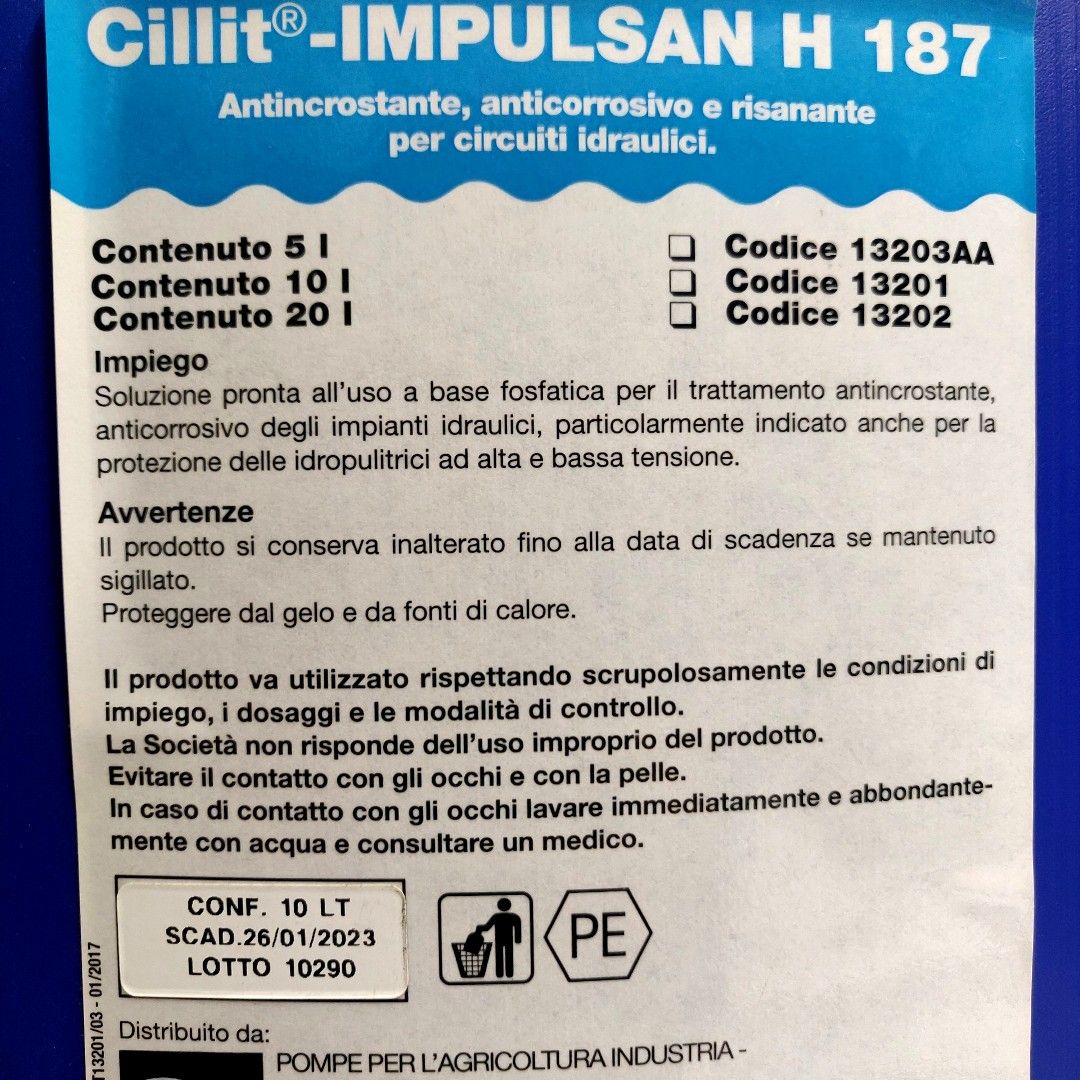 Cillit®-IMPULSAN H 187
Antincrostante, anticorrosivo e risanante
per circuiti idraulici.
Contenuto 5 l ❑ Codice 13203AA
Contenuto 10 l ❑ Codice 13201
Contenuto 20 l ❑ Codice 13202
Impiego
Soluzione pronta all'uso a base fosfatica per il trattamento antincrostante,
anticorrosivo degli impianti idraulici, particolarmente indicato anche per la
protezione delle idropulitrici ad alta e bassa tensione.
Avvertenze
Il prodotto si conserva inalterato fino alla data di scadenza se mantenuto
sigillato.
Proteggere dal gelo e da fonti di calore.
Il prodotto va utilizzato rispettando scrupolosamente le condizioni di
impiego, i dosaggi e le modalità di controllo.
La Società non risponde dell'uso improprio del prodotto.
Evitare il contatto con gli occhi e con la pelle.
In caso di contatto con gli occhi lavare immediatamente e abbondante-
mente con acqua e consultare un medico.
CONF. 10 LT
SCAD.26/01/2023
LOTTO 10290
PE
T13201/03 - 01/2017
Distribuito da:
POMPE PER L'AGRICOLTURA INDUSTRIA -